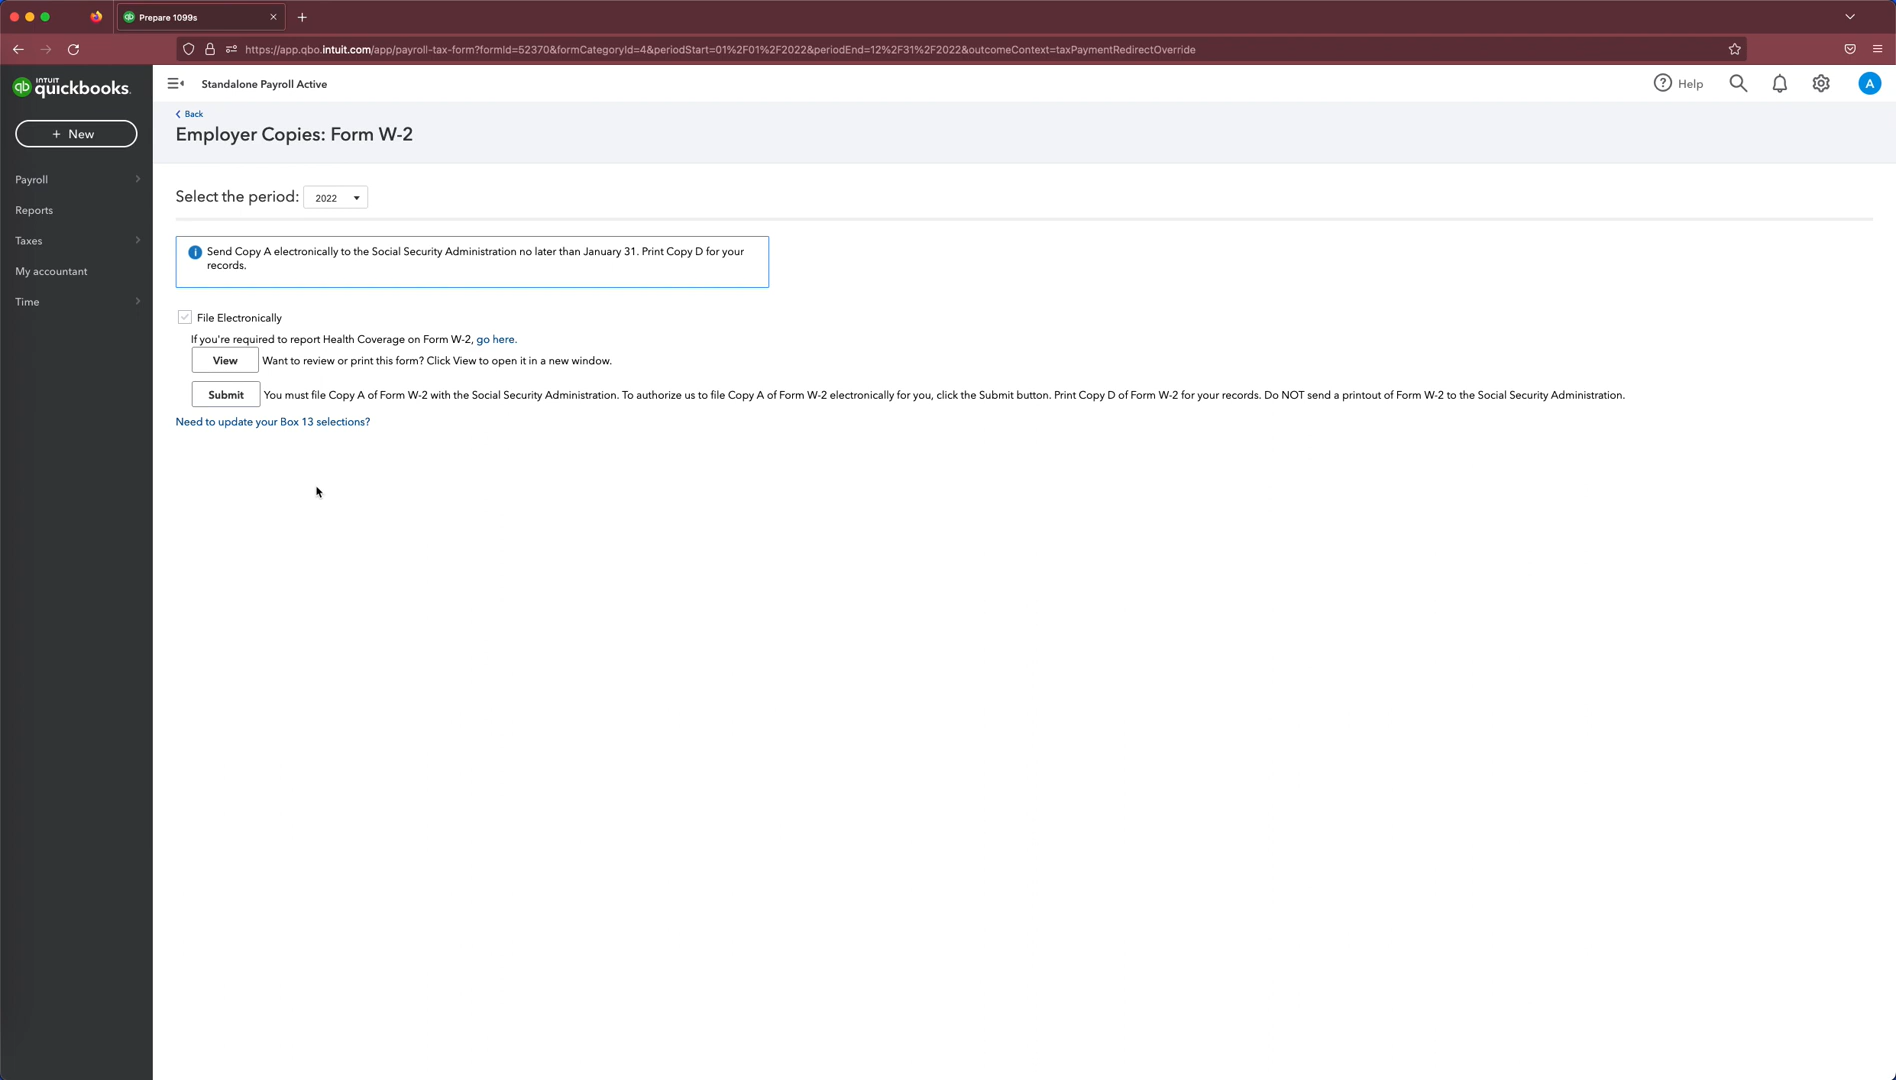 Prepare 1099s
https://app.qbo.intuit.com/app/payroll-tax-form?formId=52370&formCategoryId=4&periodStart=01%2F01%2F2022&periodEnd=12%2F31%2F2022&outcomeContext=taxPaymentRedirectOverride
qb INTUIT quickbooks.
Standalone Payroll Active
Help
A
+ New
Payroll
Reports
Taxes
My accountant
Time
Back
Employer Copies: Form W-2
Select the period: 2022
Send Copy A electronically to the Social Security Administration no later than January 31. Print Copy D for your
records.
File Electronically
If you're required to report Health Coverage on Form W-2, go here.
View Want to review or print this form? Click View to open it in a new window.
Submit You must file Copy A of Form W-2 with the Social Security Administration. To authorize us to file Copy A of Form W-2 electronically for you, click the Submit button. Print Copy D of Form W-2 for your records. Do NOT send a printout of Form W-2 to the Social Security Administration.
Need to update your Box 13 selections?